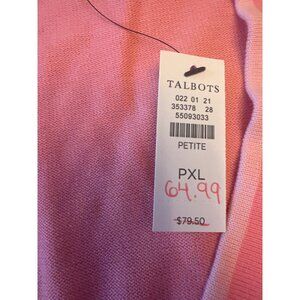 TALBOTS
022 01 21
353378 28
55093033
PETITE
PXL
64.99
$79.50